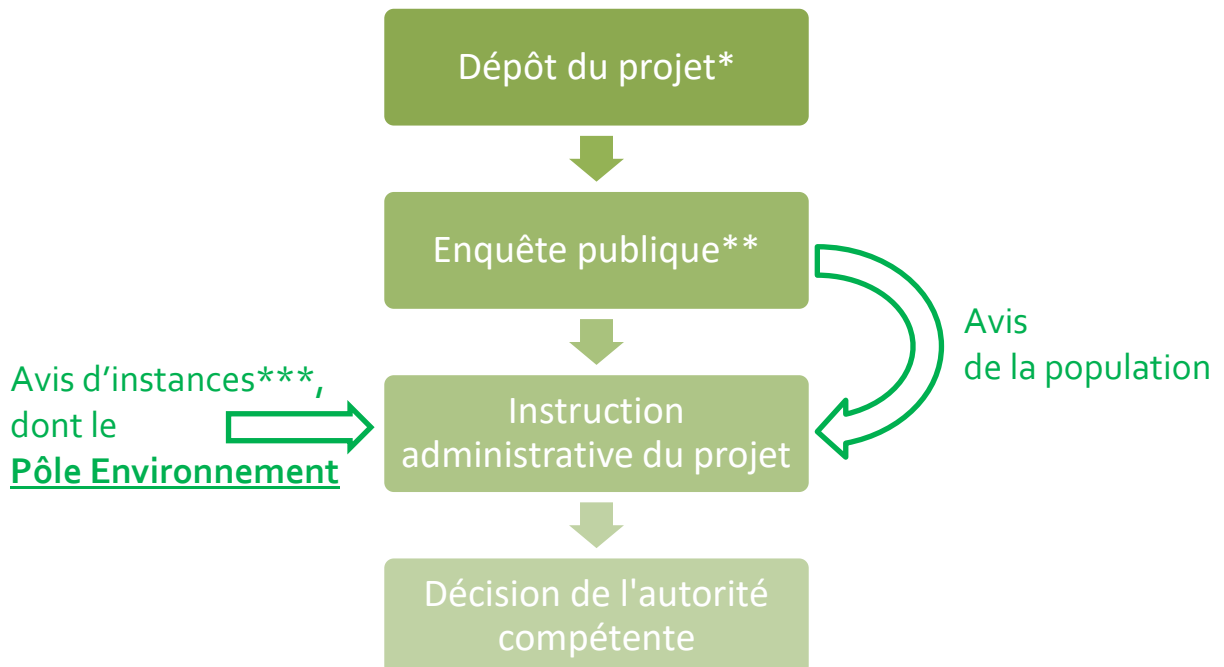 Dépôt du projet*
Enquête publique**
Avis
de la population
Avis d’instances***,
dont le
Pôle Environnement
Instruction
administrative du projet
Décision de l'autorité
compétente